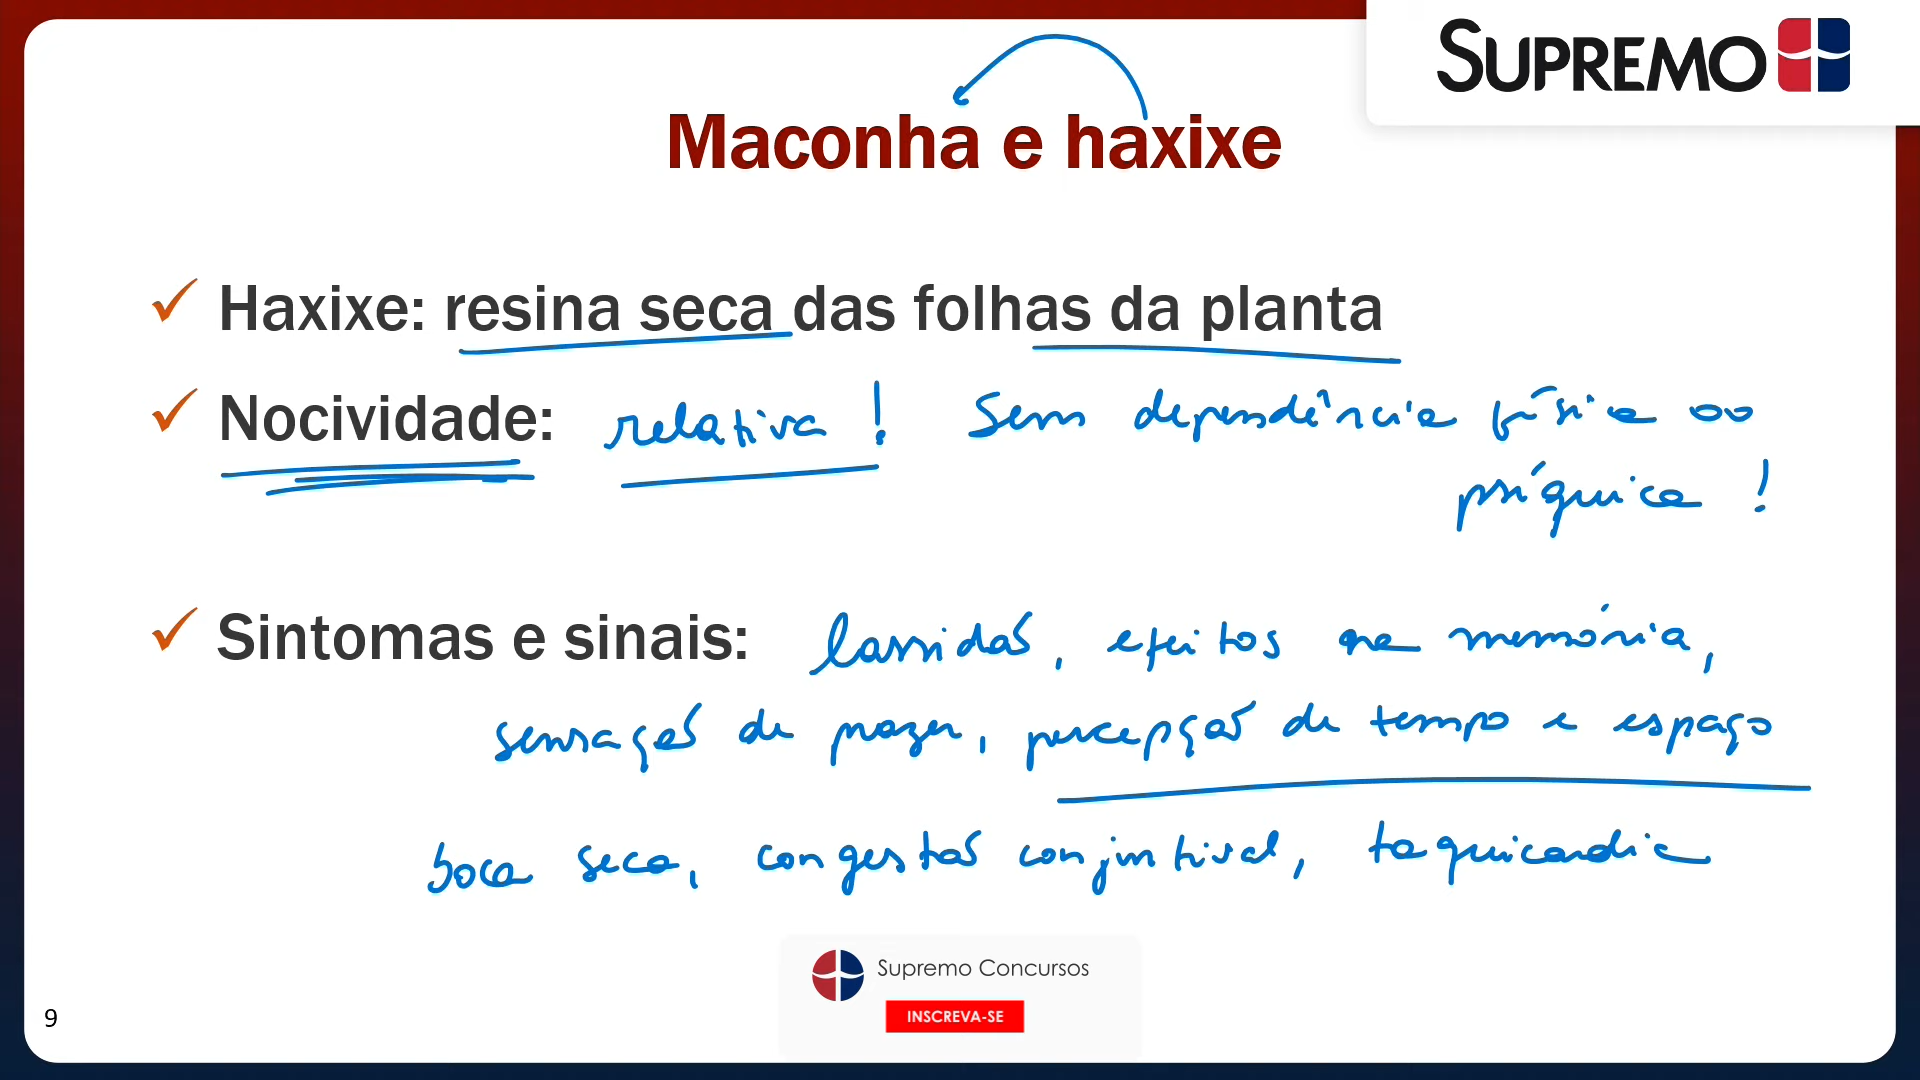 SUPREMO
Maconha e haxixe
✓ Haxixe: resina seca das folhas da planta
✓ Nocividade: relativa! Sem dependência física ou
psíquica!
✓ Sintomas e sinais: lassidão, efeitos na memória,
sensação de prazer, percepção de tempo e espaço
boca seca, congestão conjuntival, taquicardia
Supremo Concursos
INSCREVA-SE
9